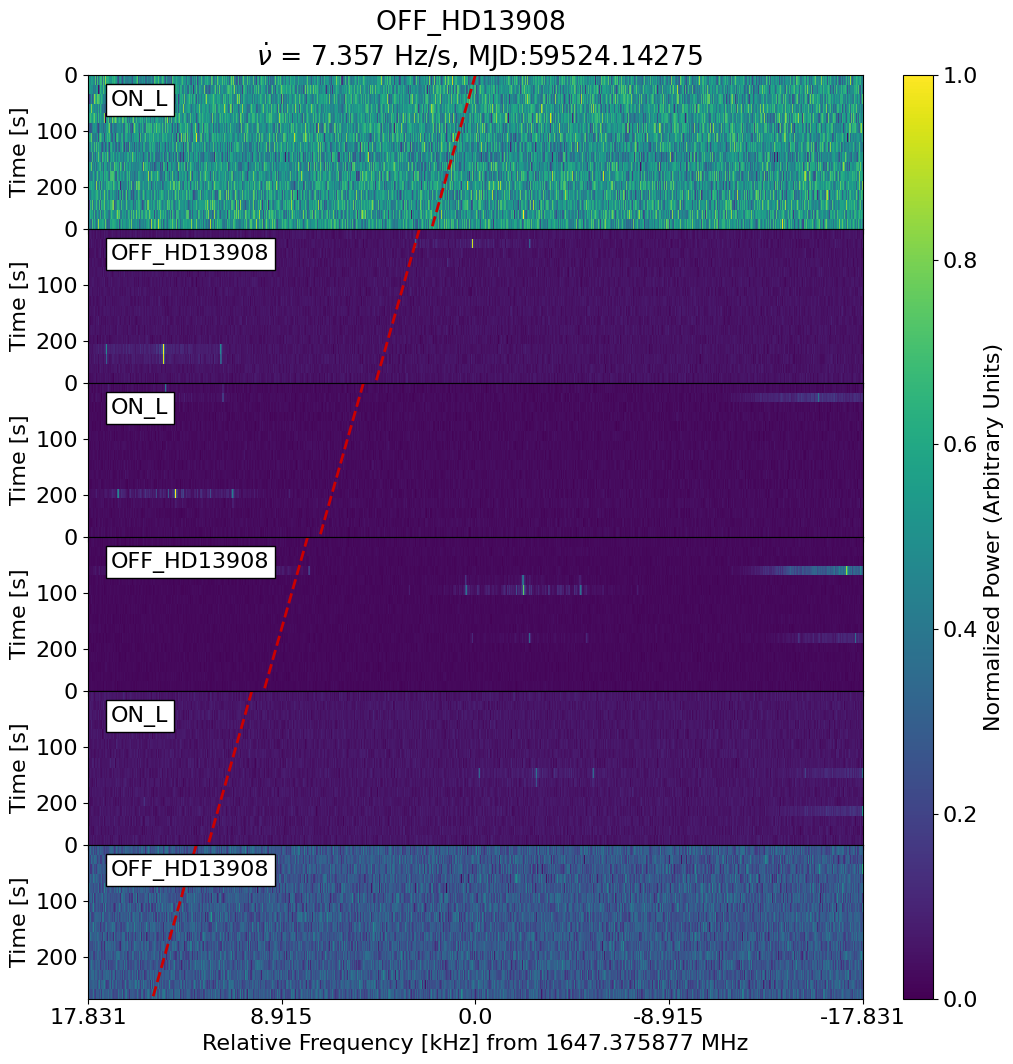 OFF_HD13908
ν̇ = 7.357 Hz/s, MJD:59524.14275
0
ON_L
100
Time [s]
200
0
OFF_HD13908
100
Time [s]
200
0
ON_L
100
Time [s]
200
0
OFF_HD13908
100
Time [s]
200
0
ON_L
100
Time [s]
200
0
OFF_HD13908
100
Time [s]
200
17.831 8.915 0.0 -8.915 -17.831
Relative Frequency [kHz] from 1647.375877 MHz
1.0
0.8
0.6
0.4
0.2
0.0
Normalized Power (Arbitrary Units)